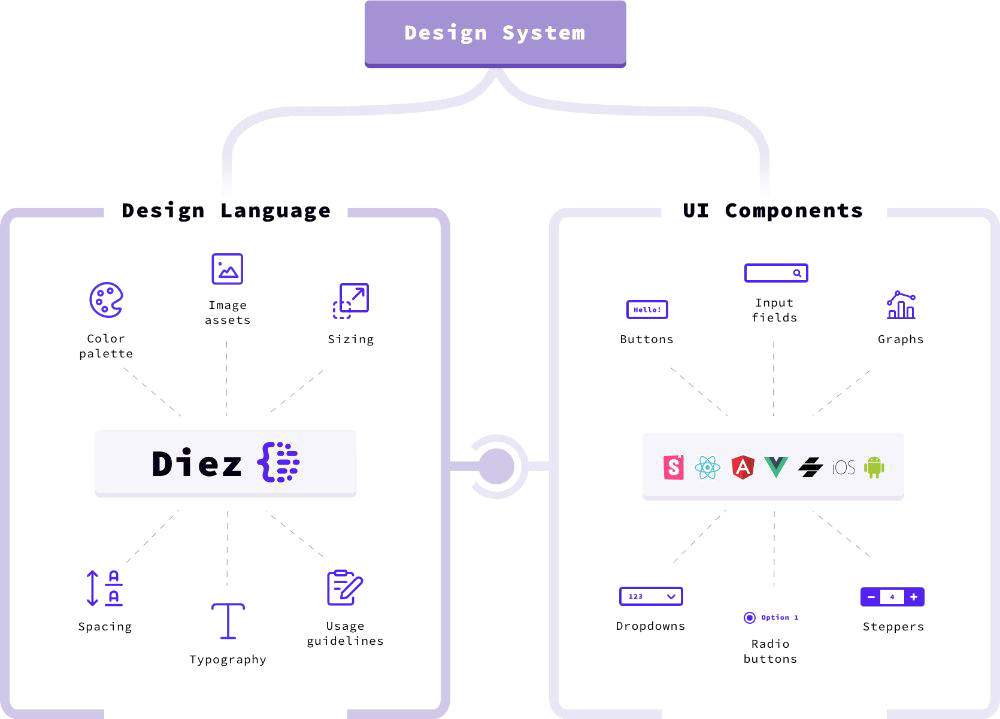 Design System
Design Language
UI Components
Image
assets
Color
palette
Sizing
Diez
Spacing
Typography
Usage
guidelines
Hello!
Buttons
Input
fields
Graphs
S
A
iOS
123
Dropdowns
Option 1
Radio
buttons
4
Steppers